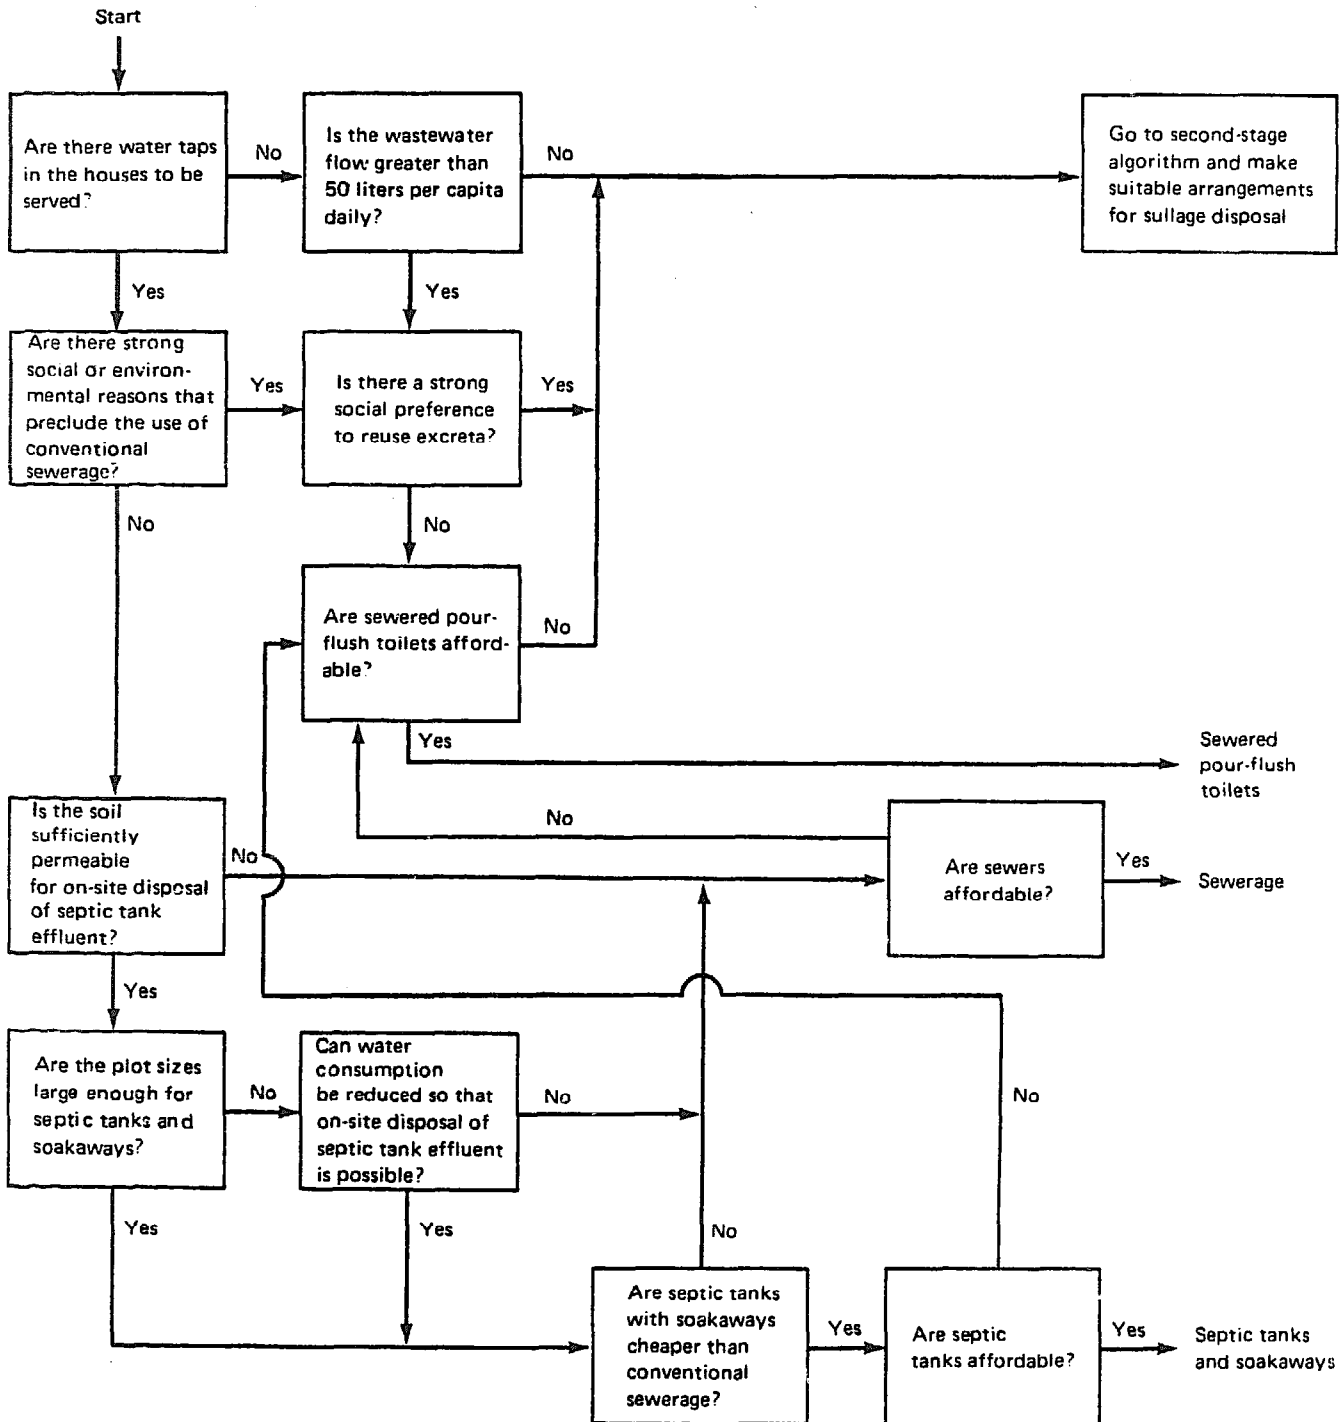 Start
Are there water taps
in the houses to be
served?
No
Is the wastewater
flow greater than
50 liters per capita
daily?
No
Go to second-stage
algorithm and make
suitable arrangements
for sullage disposal
Yes
Yes
Are there strong
social or environ-
mental reasons that
preclude the use of
conventional
sewerage?
Yes
Is there a strong
social preference
to reuse excreta?
Yes
No
No
Are sewered pour-
flush toilets afford-
able?
No
Yes
Sewered
pour-flush
toilets
Is the soil
sufficiently
permeable
for on-site disposal
of septic tank
effluent?
No
No
Are sewers
affordable?
Yes
Sewerage
Yes
Are the plot sizes
large enough for
septic tanks and
soakaways?
No
Can water
consumption
be reduced so that
on-site disposal of
septic tank effluent
is possible?
No
No
Yes
Yes
No
Are septic tanks
with soakaways
cheaper than
conventional
sewerage?
Yes
Are septic
tanks affordable?
Yes
Septic tanks
and soakaways